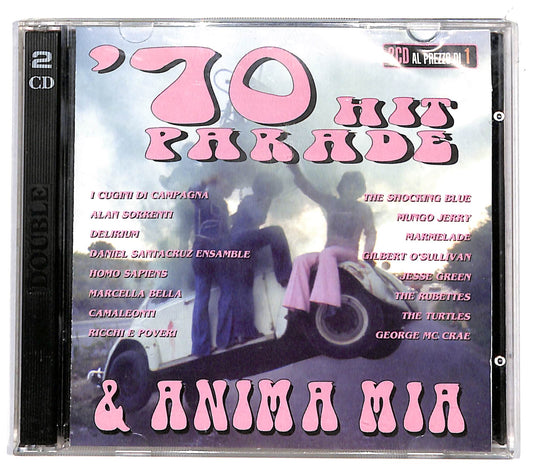 2
CD
DOUBLE
2CD AL PREZZO DI 1
'70 HIT
PARADE
I CUGINI DI CAMPAGNA
ALAN SORRENTI
DELIRIUM
DANIEL SANTACRUZ ENSAMBLE
HOMO SAPIENS
MARCELLA BELLA
CAMALEONTI
RICCHI E POVERI
THE SHOCKING BLUE
MUNGO JERRY
MARMELADE
GILBERT O'SULLIVAN
JESSE GREEN
THE RUBETTES
THE TURTLES
GEORGE MC. CRAE
& ANIMA MIA